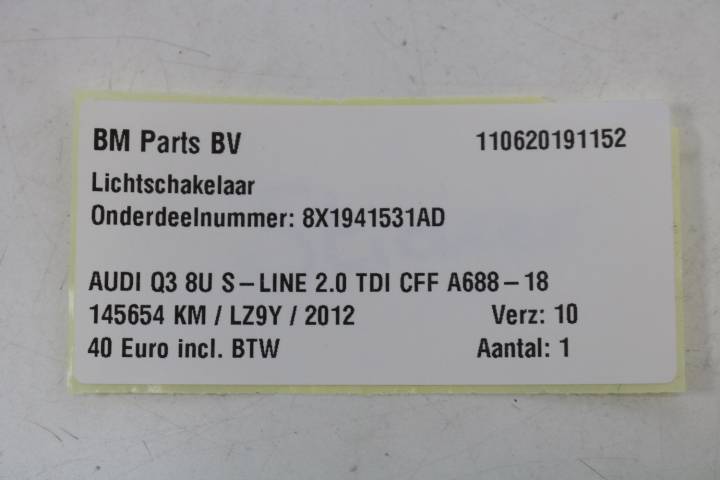 BM Parts BV 110620191152
Lichtschakelaar
Onderdeelnummer: 8X1941531AD
AUDI Q3 8U S-LINE 2.0 TDI CFF A688-18
145654 KM / LZ9Y / 2012 Verz: 10
40 Euro incl. BTW Aantal: 1